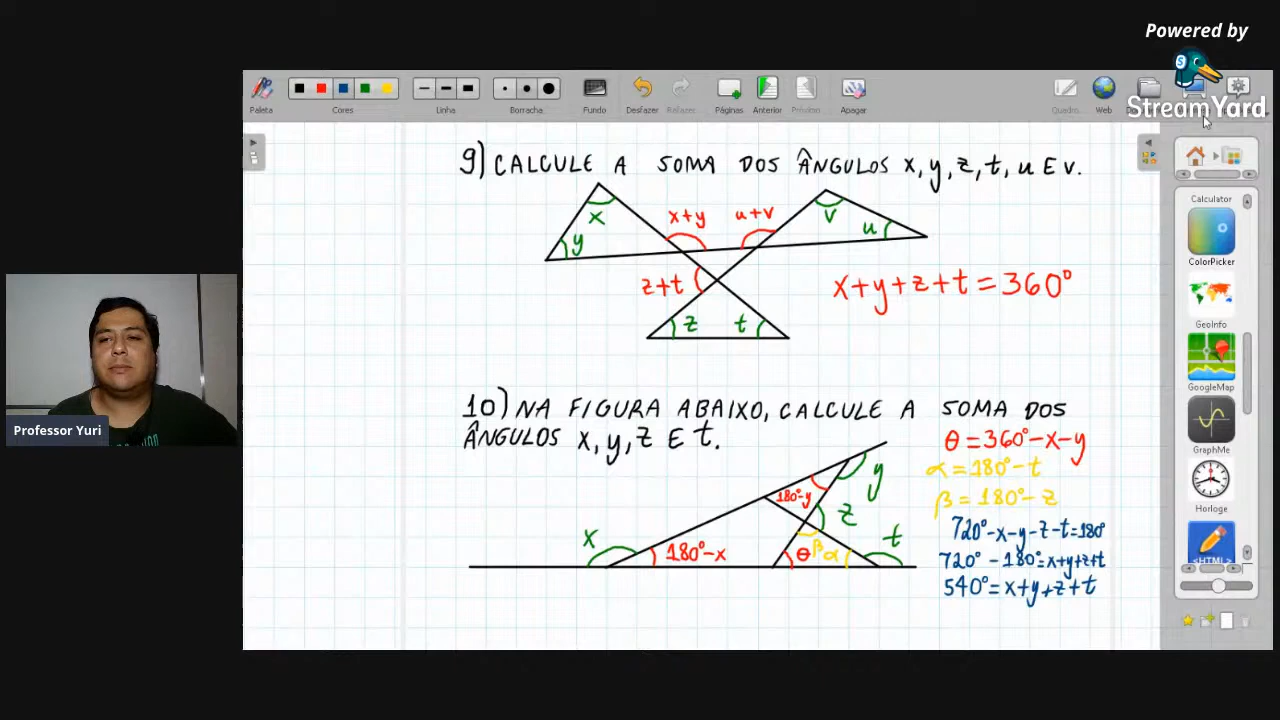 Powered by
StreamYard
Paleta
Cores
Linha
Borracha
Fundo
Desfazer
Refazer
Páginas
Anterior
Próximo
Apagar
Quadro
Web
9) CALCULE A SOMA DOS ÂNGULOS x, y, z, t, u E v.
x
y
x+y
u+v
v
u
z+t
z
t
x+y+z+t=360°
10) NA FIGURA ABAIXO, CALCULE A SOMA DOS
ÂNGULOS x, y, z E t.
θ=360°-x-y
α=180°-t
β=180°-z
720°-x-y-z-t=180°
720°-180°=x+y+z+t
540°=x+y+z+t
180°-y
y
z
x
180°-x
θ
β
α
t
Calculator
ColorPicker
GeoInfo
GoogleMap
GraphMe
Horloge
<HTML>
Professor Yuri